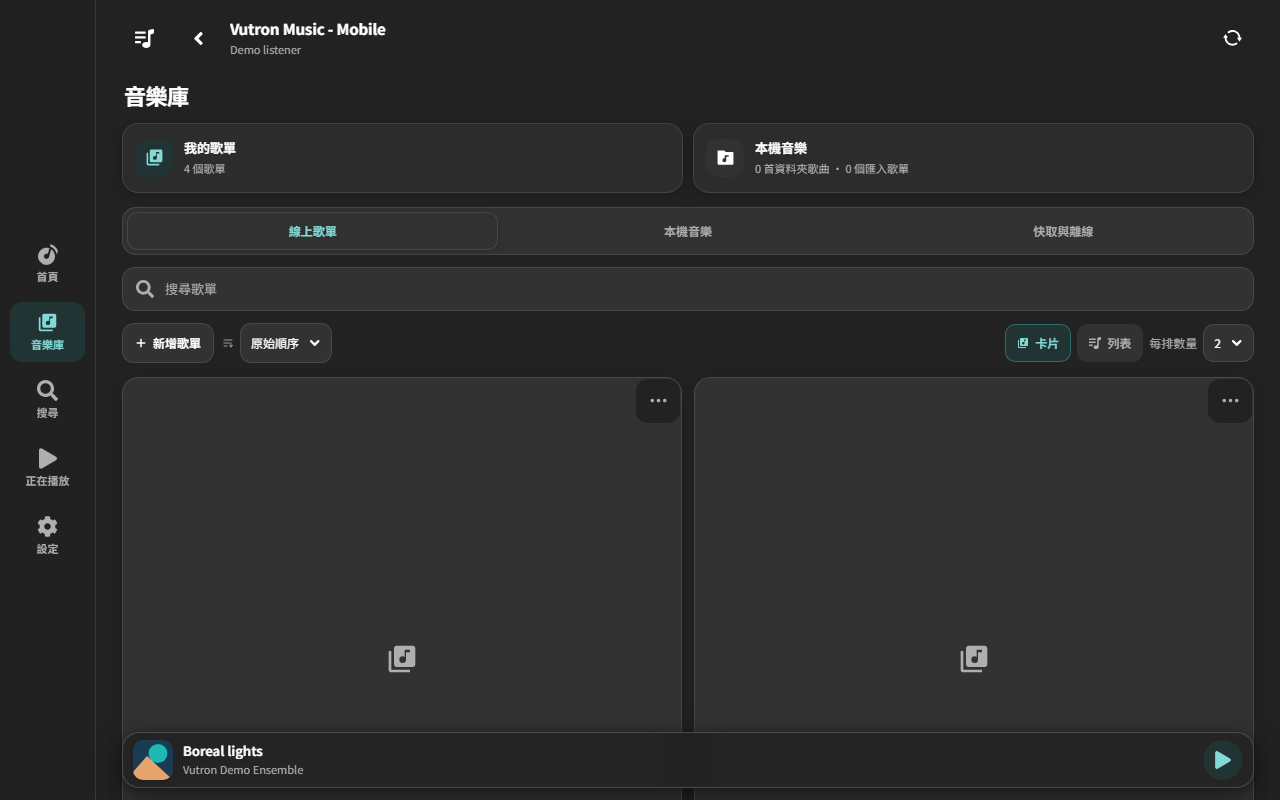 Vutron Music - Mobile
Demo listener
音樂庫
我的歌單
4 個歌單
本機音樂
0 首資料夾歌曲 · 0 個匯入歌單
線上歌單
本機音樂
快取與離線
搜尋歌單
+ 新增歌單
原始順序
卡片
列表
每排數量
2
首頁
音樂庫
搜尋
正在播放
設定
Boreal lights
Vutron Demo Ensemble